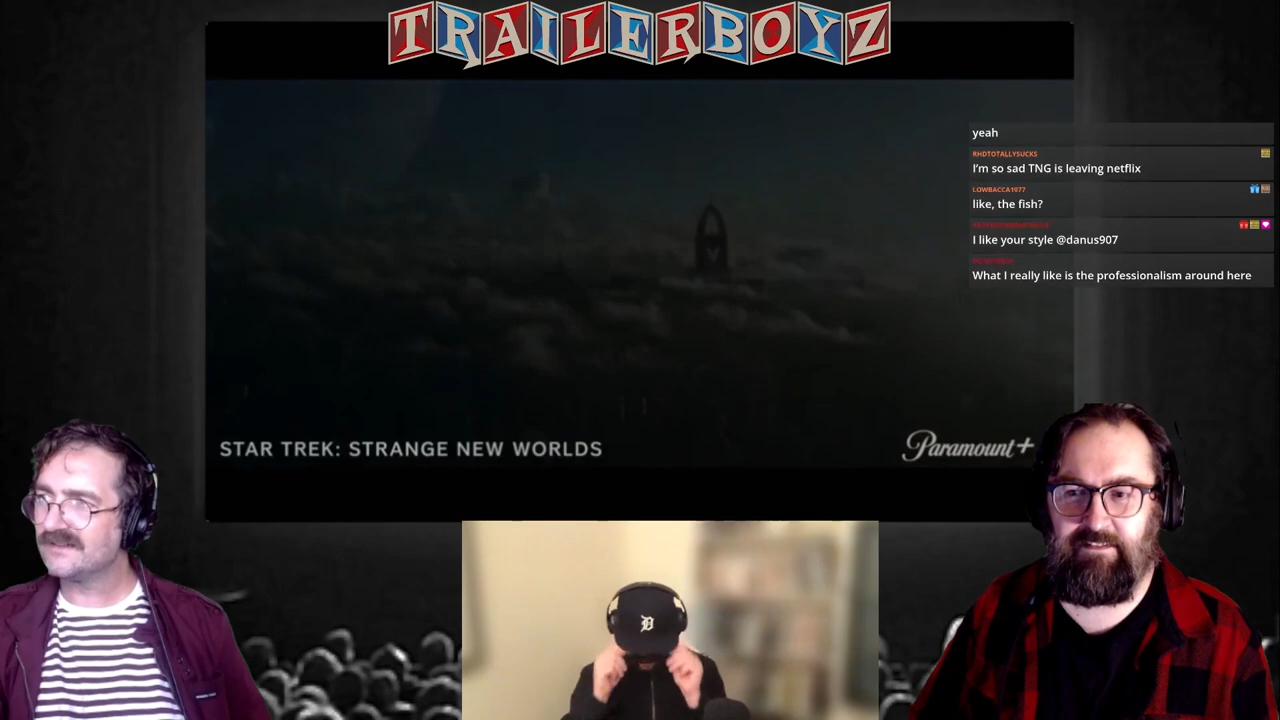 TRAILERBOYZ
yeah
RHDTOTALLYSUCKS
I'm so sad TNG is leaving netflix
LOWBACCA1077
like, the fish?
I like your style @danus907
What I really like is the professionalism around here
STAR TREK: STRANGE NEW WORLDS
Paramount+
D